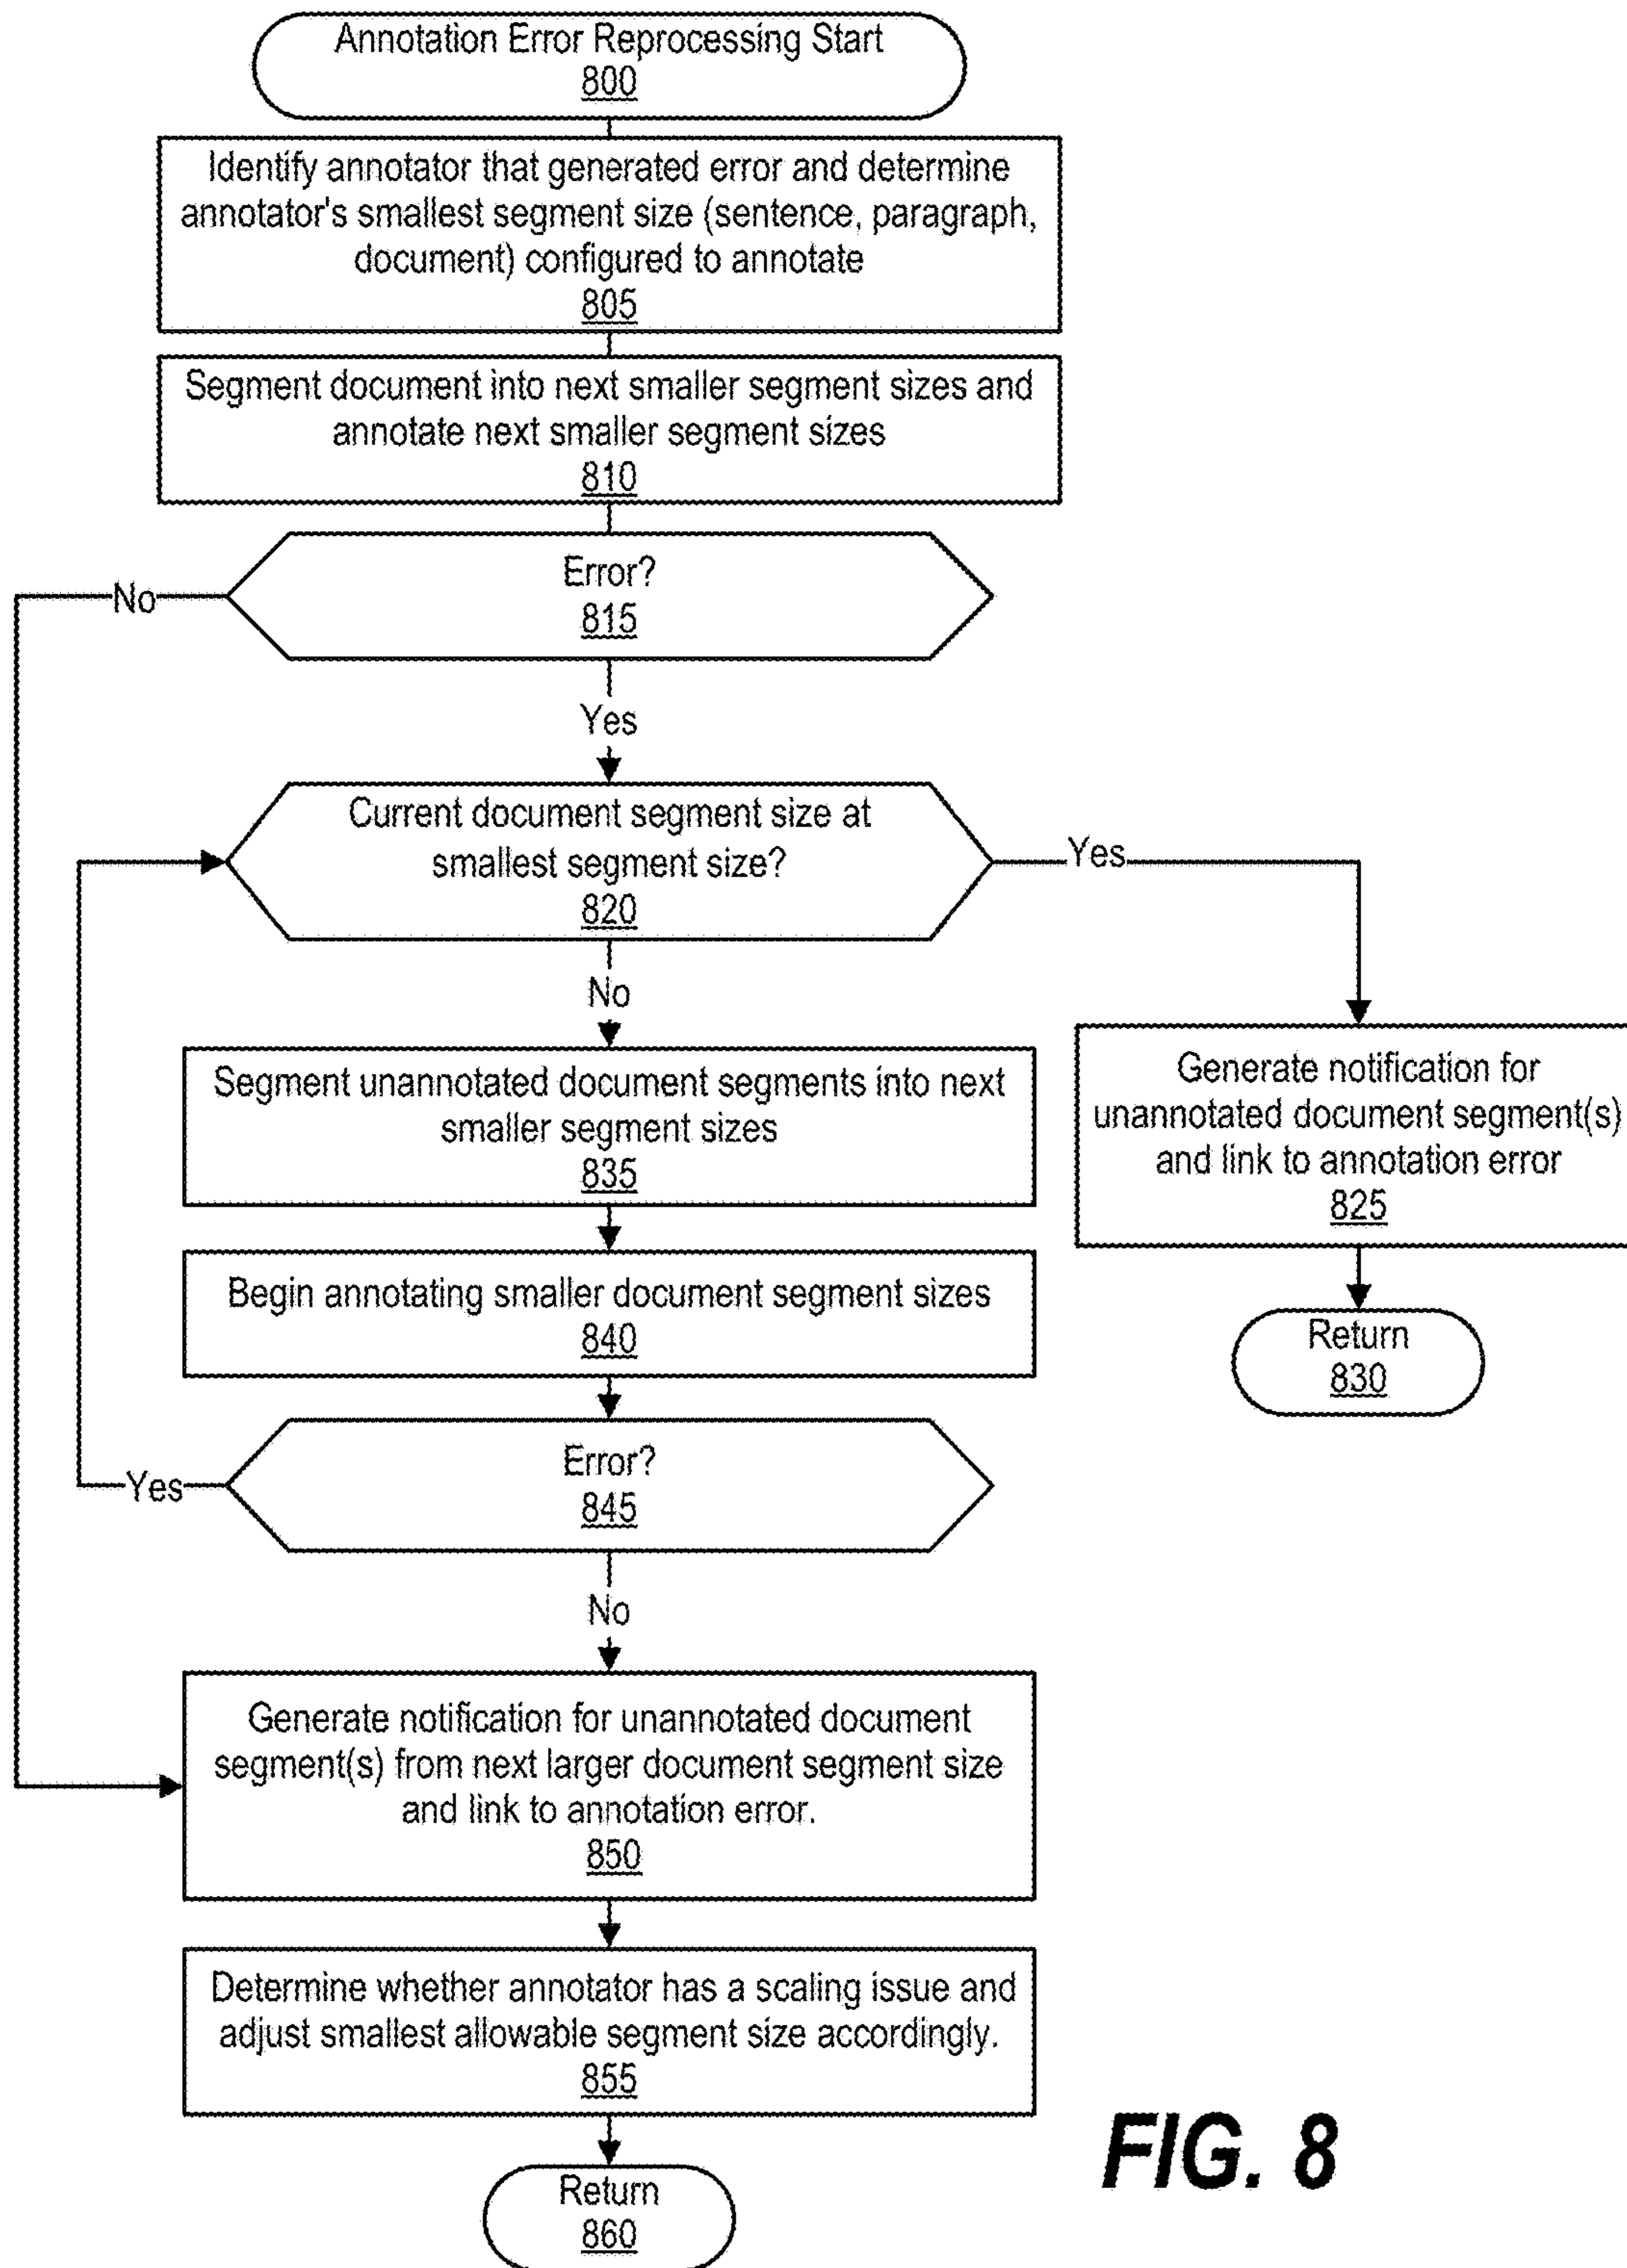 Annotation Error Reprocessing Start
800
Identify annotator that generated error and determine
annotator's smallest segment size (sentence, paragraph,
document) configured to annotate
805
Segment document into next smaller segment sizes and
annotate next smaller segment sizes
810
Error?
815
No
Yes
Current document segment size at
smallest segment size?
820
Yes
No
Segment unannotated document segments into next
smaller segment sizes
835
Generate notification for
unannotated document segment(s)
and link to annotation error
825
Begin annotating smaller document segment sizes
840
Return
830
Error?
845
Yes
No
Generate notification for unannotated document
segment(s) from next larger document segment size
and link to annotation error.
850
Determine whether annotator has a scaling issue and
adjust smallest allowable segment size accordingly.
855
Return
860
FIG. 8